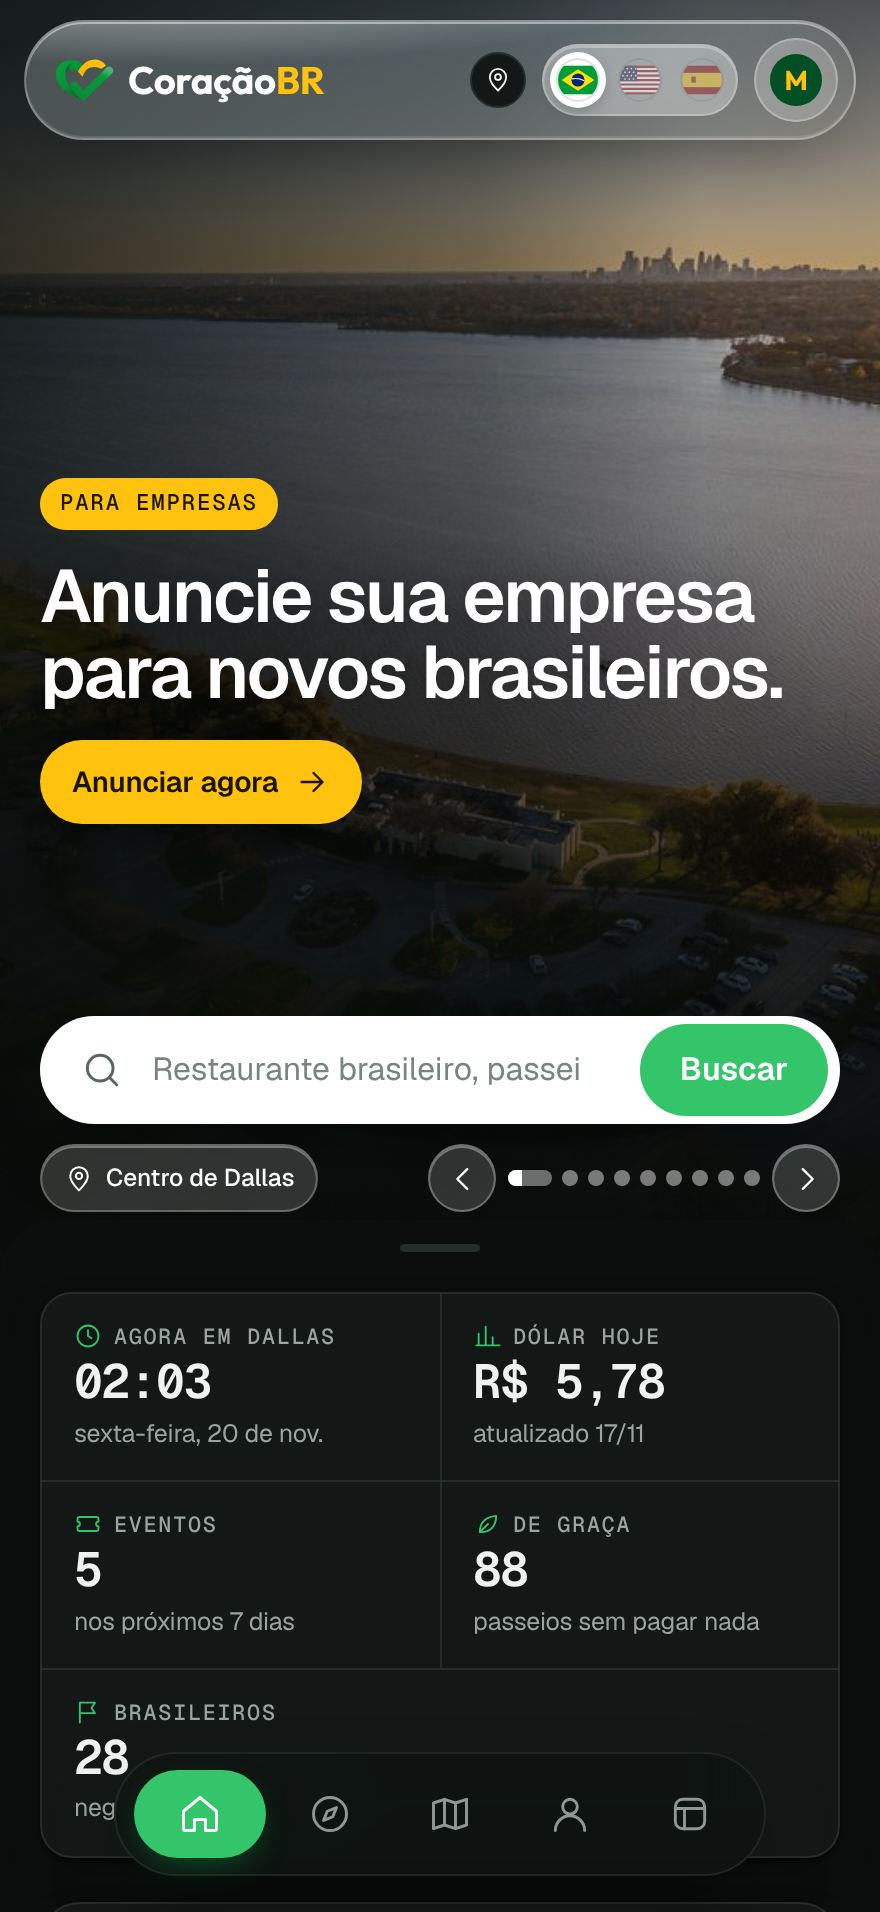 CoraçãoBR
M
PARA EMPRESAS
Anuncie sua empresa
para novos brasileiros.
Anunciar agora
Restaurante brasileiro, passei
Buscar
Centro de Dallas
AGORA EM DALLAS
02:03
sexta-feira, 20 de nov.
DÓLAR HOJE
R$ 5,78
atualizado 17/11
EVENTOS
5
nos próximos 7 dias
DE GRAÇA
88
passeios sem pagar nada
BRASILEIROS
28
neg